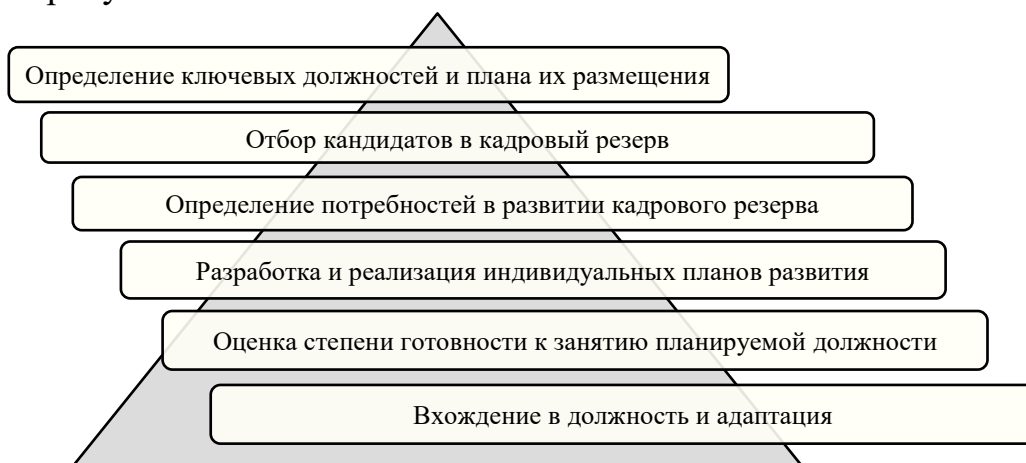 Определение ключевых должностей и плана их размещения
Отбор кандидатов в кадровый резерв
Определение потребностей в развитии кадрового резерва
Разработка и реализация индивидуальных планов развития
Оценка степени готовности к занятию планируемой должности
Вхождение в должность и адаптация